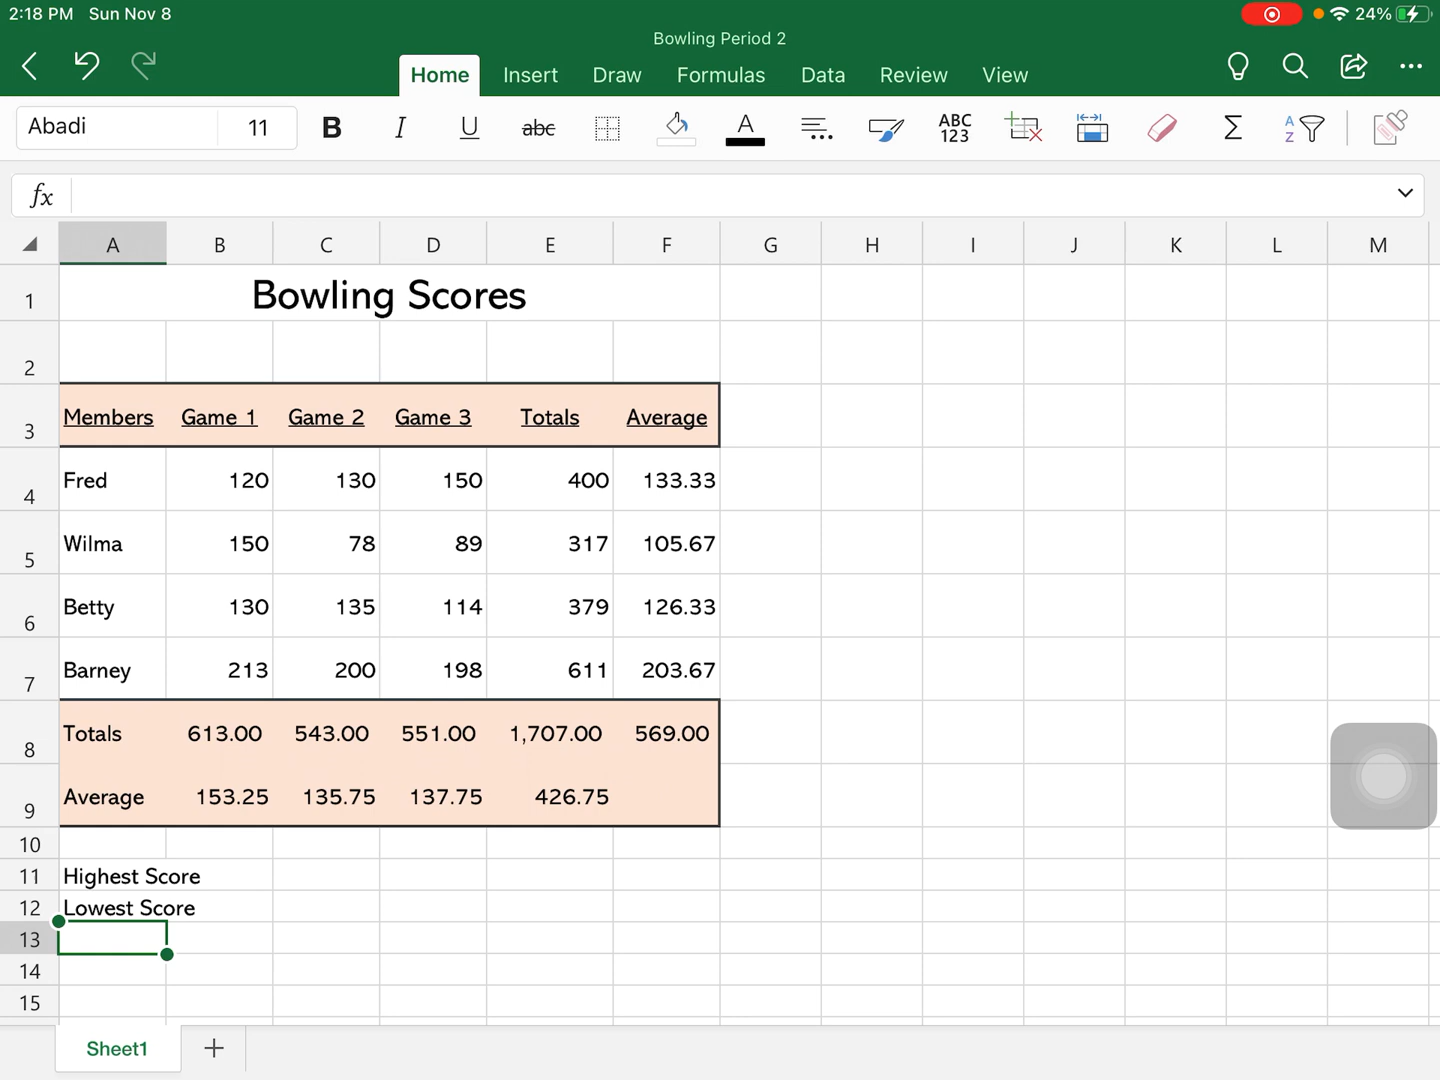 2:18 PM Sun Nov 8 24%
Bowling Period 2
Home Insert Draw Formulas Data Review View
Abadi 11 B I U abc A ABC 123 Σ A Z
fx
A B C D E F G H I J K L M
1 Bowling Scores
2
3 Members Game 1 Game 2 Game 3 Totals Average
4 Fred 120 130 150 400 133.33
5 Wilma 150 78 89 317 105.67
6 Betty 130 135 114 379 126.33
7 Barney 213 200 198 611 203.67
8 Totals 613.00 543.00 551.00 1,707.00 569.00
9 Average 153.25 135.75 137.75 426.75
10
11 Highest Score
12 Lowest Score
13
14
15
Sheet1